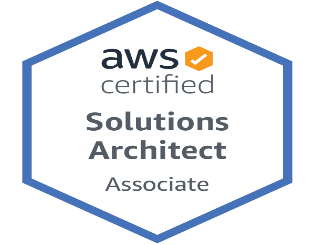 aws
certified
Solutions
Architect
Associate